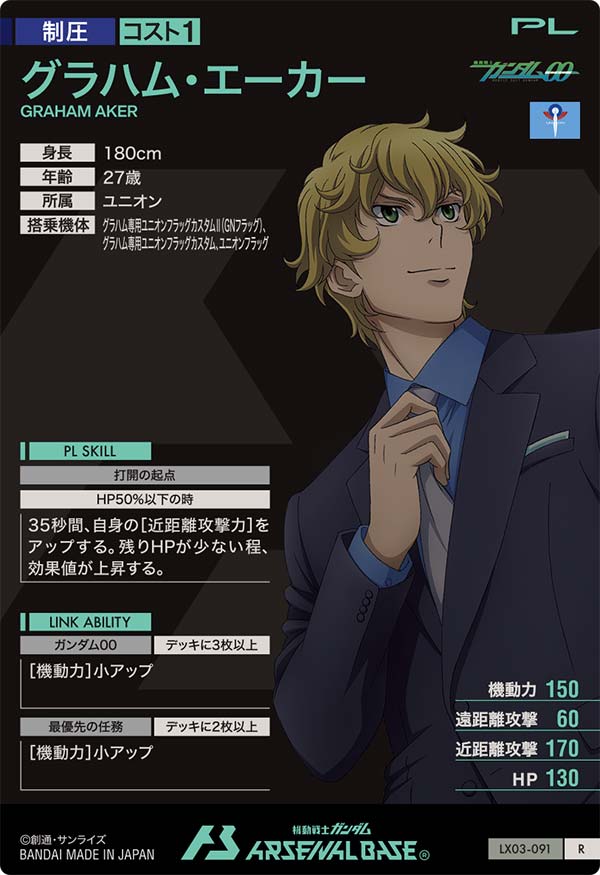 制圧 コスト1 PL
グラハム・エーカー
GRAHAM AKER
機動戦士 ガンダム00
身長 180cm
年齢 27歳
所属 ユニオン
搭乗機体 グラハム専用ユニオンフラッグカスタムⅡ(GNフラッグ)、
グラハム専用ユニオンフラッグカスタム、ユニオンフラッグ
PL SKILL
打開の起点
HP50%以下の時
35秒間、自身の[近距離攻撃力]を
アップする。残りHPが少ない程、
効果値が上昇する。
LINK ABILITY
ガンダム00 デッキに3枚以上
[機動力]小アップ
最優先の任務 デッキに2枚以上
[機動力]小アップ
機動力 150
遠距離攻撃 60
近距離攻撃 170
HP 130
©創通・サンライズ
BANDAI MADE IN JAPAN
機動戦士ガンダム
AB ARSENAL BASE®
LX03-091 R